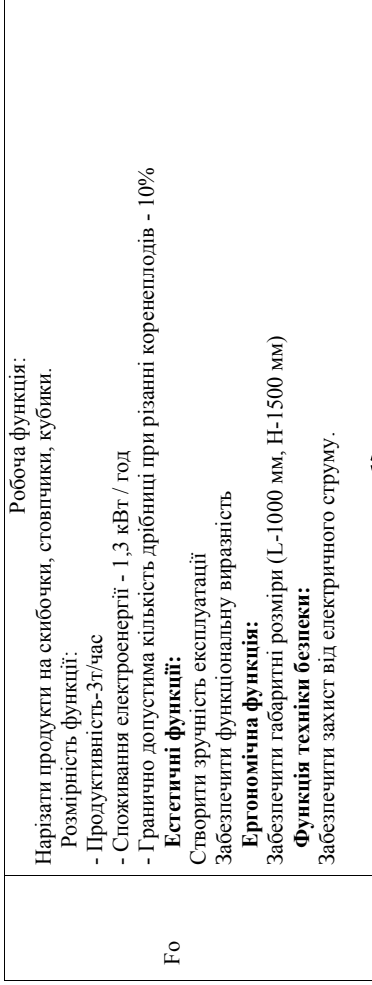 Fo
Робоча функція:
Нарізати продукти на скибочки, стовпчики, кубики.
Розмірність функції:
- Продуктивність-3т/час
- Споживання електроенергії - 1,3 кВт / год
- Гранично допустима кількість дрібниці при різанні коренеплодів - 10%
Естетичні функції:
Створити зручність експлуатації
Забезпечити функціональну виразність
Ергономічна функція:
Забезпечити габаритні розміри (L-1000 мм, H-1500 мм)
Функція техніки безпеки:
Забезпечити захист від електричного струму.